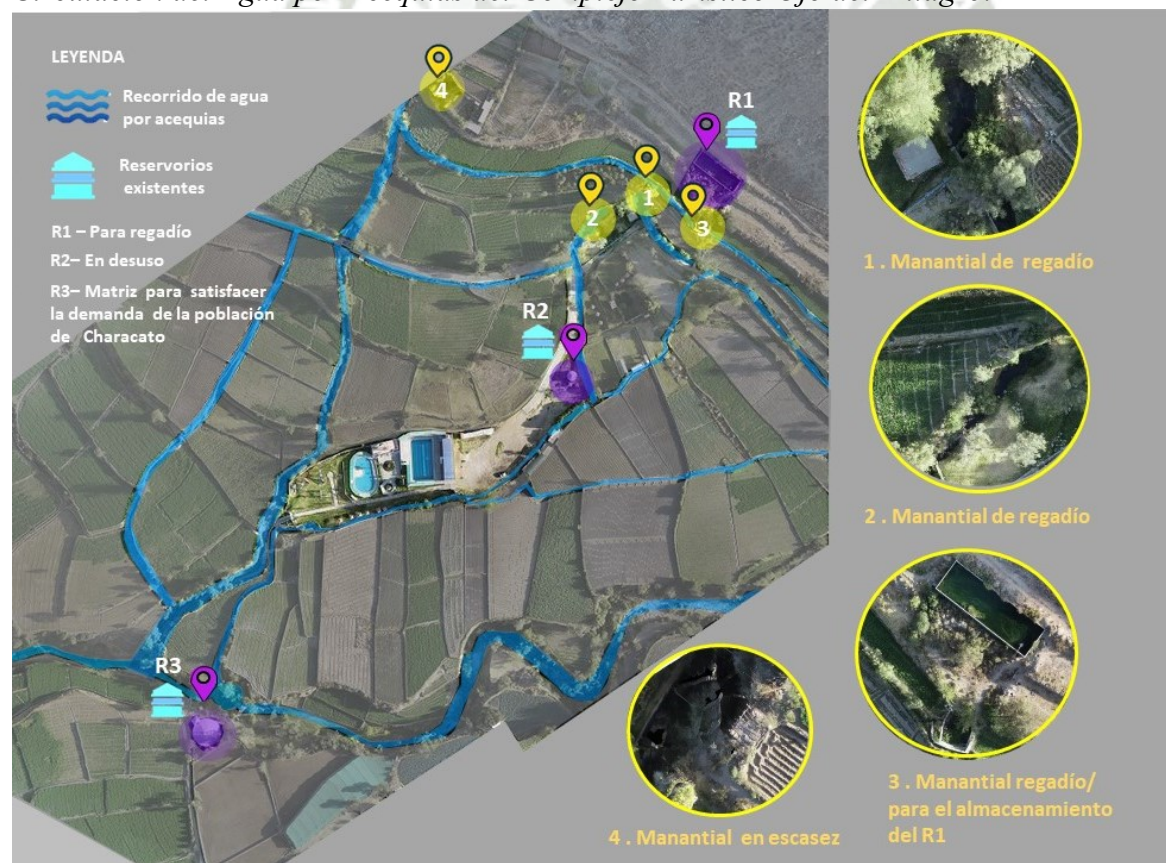 LEYENDA
Recorrido de agua
por acequias
Reservorios
existentes
R1 – Para regadío
R2– En desuso
R3– Matriz para satisfacer
la demanda de la población
de Characato
4
R1
1
2
3
R2
R3
1 . Manantial de regadío
2 . Manantial de regadío
3 . Manantial regadío/
para el almacenamiento
del R1
4 . Manantial en escasez